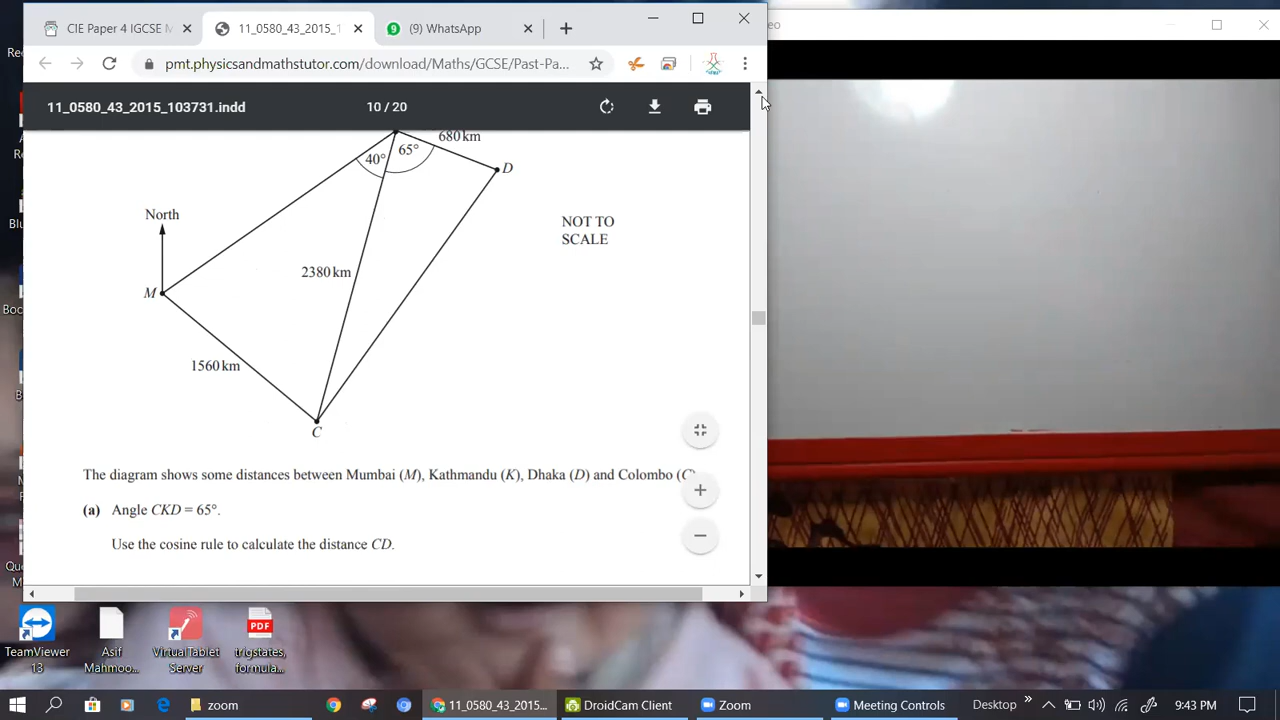 CIE Paper 4 IGCSE M
11_0580_43_2015_1
(9) WhatsApp
eo
pmt.physicsandmathstutor.com/download/Maths/GCSE/Past-Pa...
11_0580_43_2015_103731.indd
10 / 20
680 km
40°
65°
D
North
NOT TO
SCALE
2380 km
M
1560 km
C
The diagram shows some distances between Mumbai (M), Kathmandu (K), Dhaka (D) and Colombo (C)
(a) Angle CKD = 65°.
Use the cosine rule to calculate the distance CD.
TeamViewer
13
Asif
Mahmoo...
VirtualTablet
Server
PDF
trigstates,
formula...
zoom
11_0580_43_2015...
DroidCam Client
Zoom
Meeting Controls
Desktop
9:43 PM